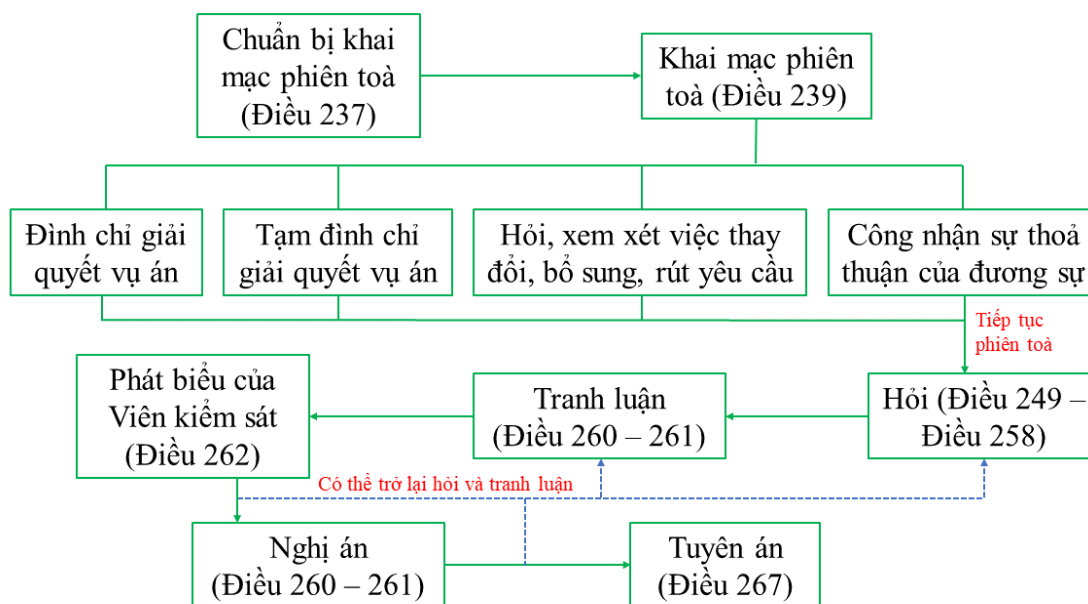 Chuẩn bị khai
mạc phiên toà
(Điều 237)
Khai mạc phiên
toà (Điều 239)
Đình chỉ giải
quyết vụ án
Tạm đình chỉ
giải quyết vụ án
Hỏi, xem xét việc thay
đổi, bổ sung, rút yêu cầu
Công nhận sự thoả
thuận của đương sự
Tiếp tục
phiên toà
Phát biểu của
Viên kiểm sát
(Điều 262)
Tranh luận
(Điều 260 – 261)
Hỏi (Điều 249 –
Điều 258)
Có thể trở lại hỏi và tranh luận
Nghị án
(Điều 260 – 261)
Tuyên án
(Điều 267)